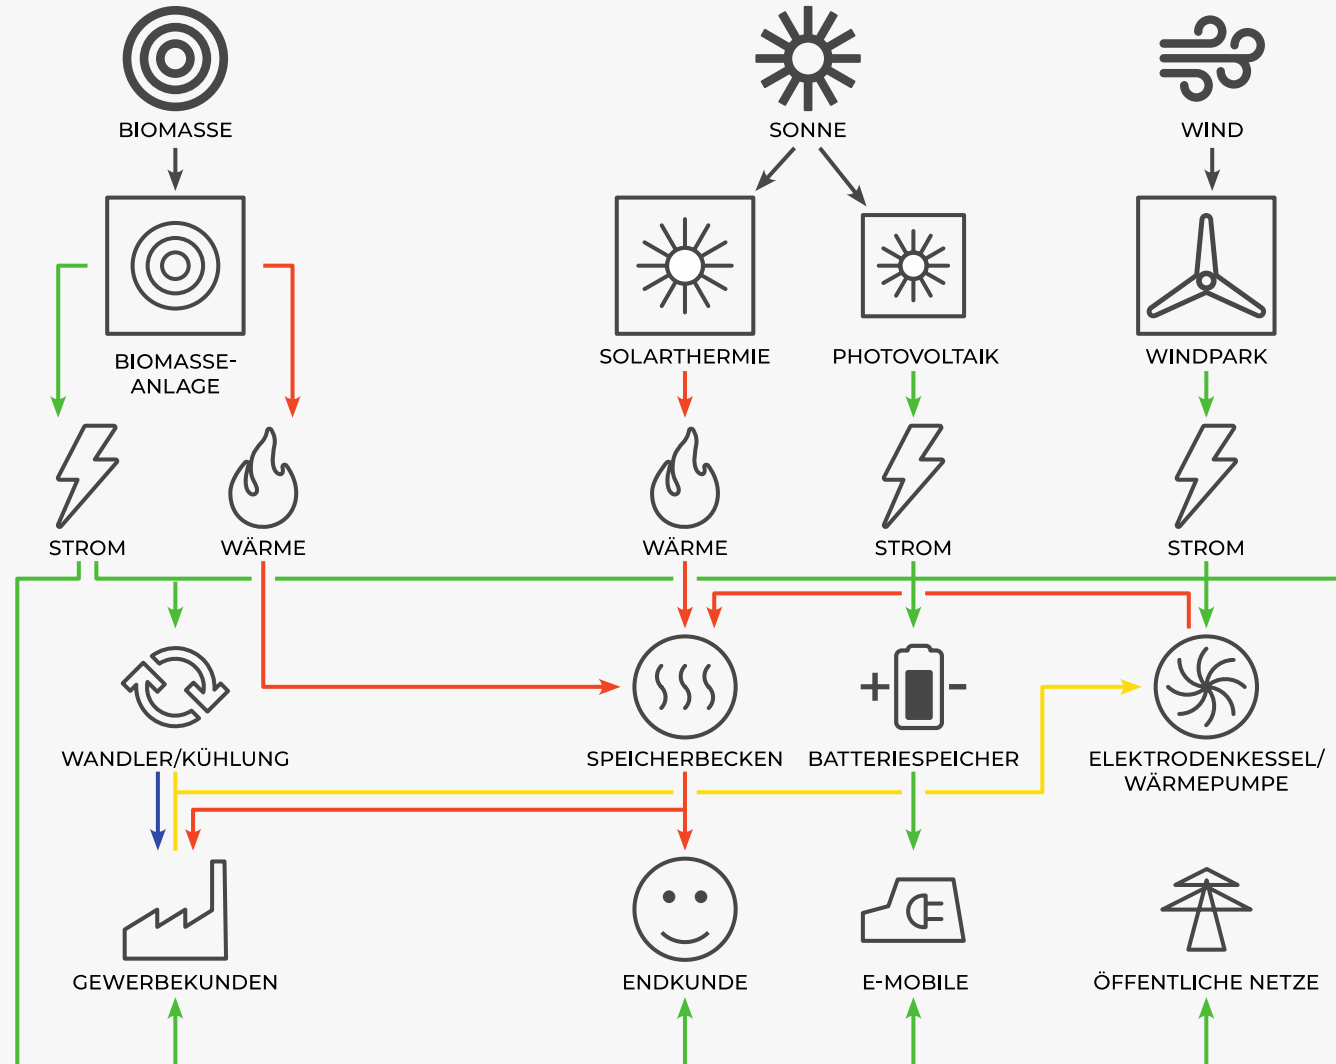 BIOMASSE
SONNE
WIND
BIOMASSE-
ANLAGE
SOLARTHERMIE
PHOTOVOLTAIK
WINDPARK
STROM
WÄRME
WÄRME
STROM
STROM
WANDLER/KÜHLUNG
SPEICHERBECKEN
BATTERIESPEICHER
ELEKTRODENKESSEL/
WÄRMEPUMPE
GEWERBEKUNDEN
ENDKUNDE
E-MOBILE
ÖFFENTLICHE NETZE